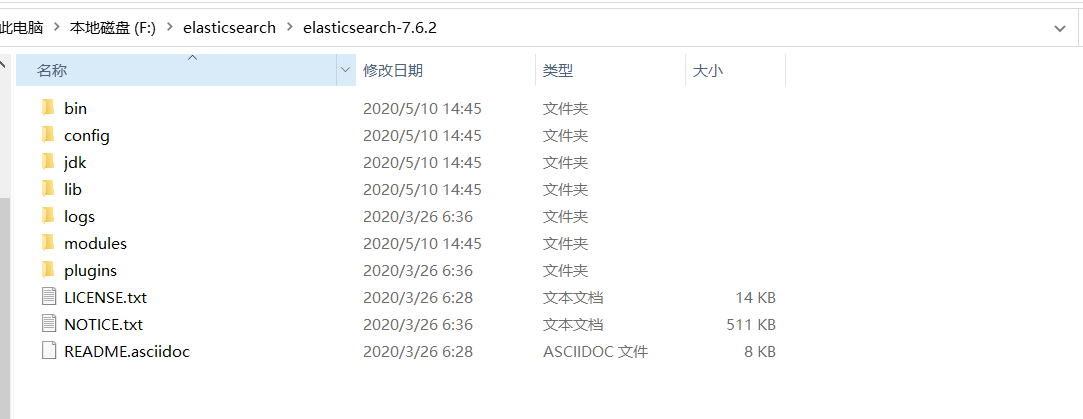 此电脑 > 本地磁盘 (F:) > elasticsearch > elasticsearch-7.6.2
名称 修改日期 类型 大小
bin 2020/5/10 14:45 文件夹
config 2020/5/10 14:45 文件夹
jdk 2020/5/10 14:45 文件夹
lib 2020/5/10 14:45 文件夹
logs 2020/3/26 6:36 文件夹
modules 2020/5/10 14:45 文件夹
plugins 2020/3/26 6:36 文件夹
LICENSE.txt 2020/3/26 6:28 文本文档 14 KB
NOTICE.txt 2020/3/26 6:36 文本文档 511 KB
README.asciidoc 2020/3/26 6:28 ASCIIDOC 文件 8 KB